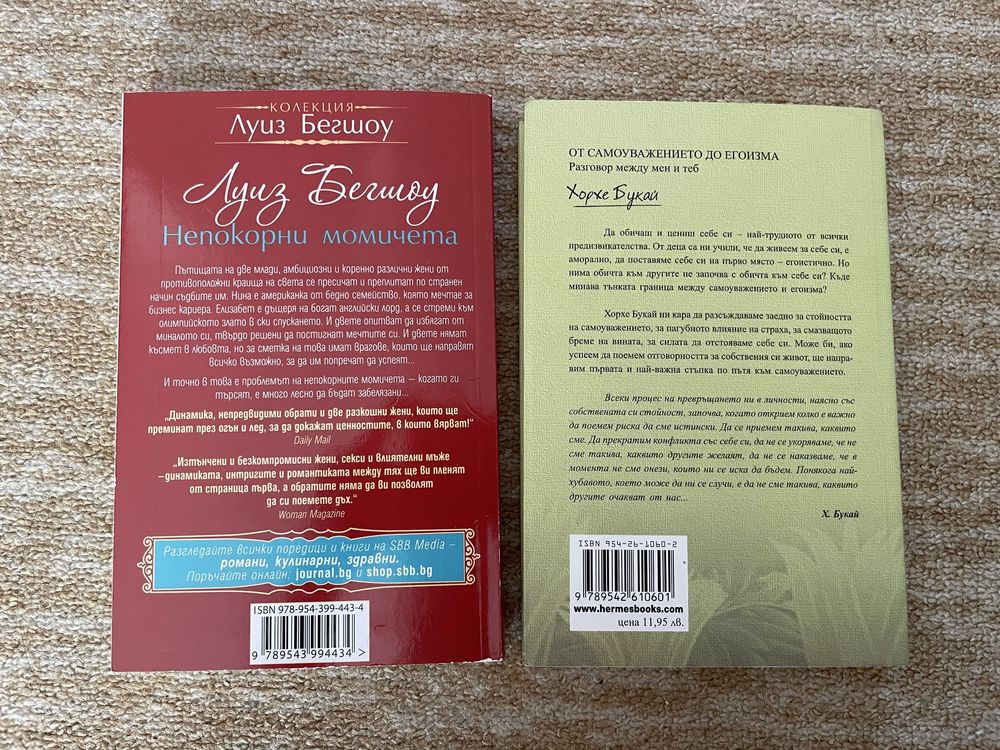 КОЛЕКЦИЯ
Луиз Бегшоу
Луиз Бегшоу
Непокорни момичета
Пътищата на две млади, амбициозни и коренно различни жени от
противоположни краища на света се пресичат и преплитат по странен
начин съдбите им. Нина е американка от бедно семейство, която мечтае за
бизнес кариера. Елизабет е дъщеря на богат английски лорд, а се стреми към
олимпийското злато в ски спускането. И двете опитват да избягат от
миналото си, твърдо решени да постигнат мечтите си. И двете нямат
късмет в любовта, но за сметка на това имат врагове, които ще направят
всичко възможно, за да им попречат да успеят...
И точно в това е проблемът на непокорните момичета – когато ги
търсят, е много лесно да бъдат забелязани...
„Динамика, непредвидими обрати и две разкошни жени, които ще
преминат през огън и лед, за да докажат ценностите, в които вярват!“
Daily Mail
„Изтънчени и безкомпромисни жени, секси и влиятелни мъже
–динамиката, интригите и романтиката между тях ще ви пленят
от страница първа, а обратите няма да ви позволят
да си поемете дъх.“
Woman Magazine
Разгледайте всички поредици и книги на SBB Media –
романи, кулинарни, здравни.
Поръчайте онлайн: journal.bg и shop.sbb.bg
ISBN 978-954-399-443-4
9 789543 994434 >
ОТ САМОУВАЖЕНИЕТО ДО ЕГОИЗМА
Разговор между мен и теб
Хорхе Букай
Да обичаш и цениш себе си – най-трудното от всички
предизвикателства. От деца са ни учили, че да живеем за себе си, е
аморално, да поставяме себе си на първо място – егоистично. Но
нима обичта към другите не започва с обичта към себе си? Къде
минава тънката граница между самоуважението и егоизма?
Хорхе Букай ни кара да разсъждаваме заедно за стойността
на самоуважението, за пагубното влияние на страха, за смазващото
бреме на вината, за силата да отстояваме себе си. Може би, ако
успеем да поемем отговорността за собствения си живот, ще напра-
вим първата и най-важна стъпка по пътя към самоуважението.
Всеки процес на превръщането ни в личности, наясно със
собствената си стойност, започва, когато открием колко е важно
да поемем риска да сме истински. Да се приемем такива, каквито
сме. Да прекратим конфликта със себе си, да не се укоряваме, че не
сме такива, каквито другите желаят, да не се наказваме, че в
момента не сме онези, които ни се иска да бъдем. Понякога най-
хубавото, което може да ни се случи, е да не сме такива, каквито
другите очакват от нас...
Х. Букай
ISBN 954-26-1060-2
9 789542 610601
www.hermesbooks.com
цена 11,95 лв.